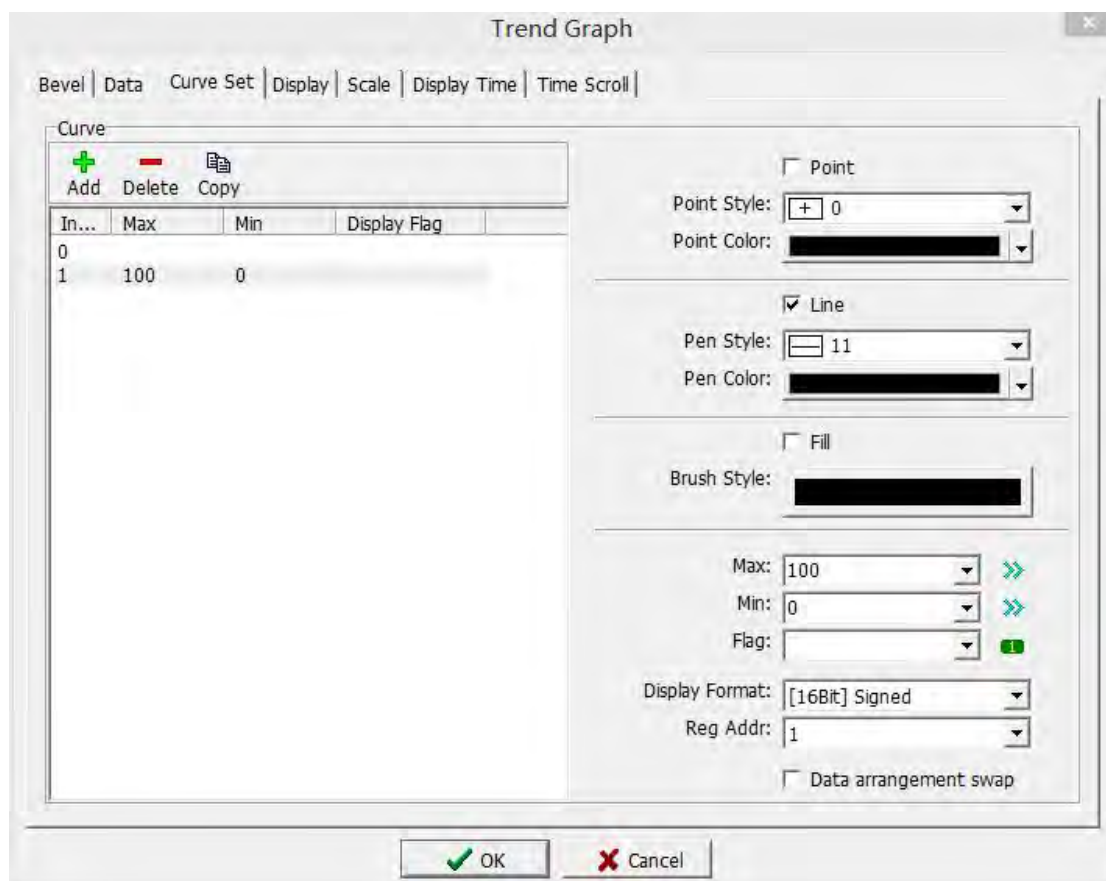 Trend Graph
Bevel Data Curve Set Display Scale Display Time Time Scroll
Curve
Add Delete Copy
In... Max Min Display Flag
0
1 100 0
Point
Point Style: 0
Point Color:
Line
Pen Style: 11
Pen Color:
Fill
Brush Style:
Max: 100
Min: 0
Flag: 1
Display Format: [16Bit] Signed
Reg Addr: 1
Data arrangement swap
OK Cancel